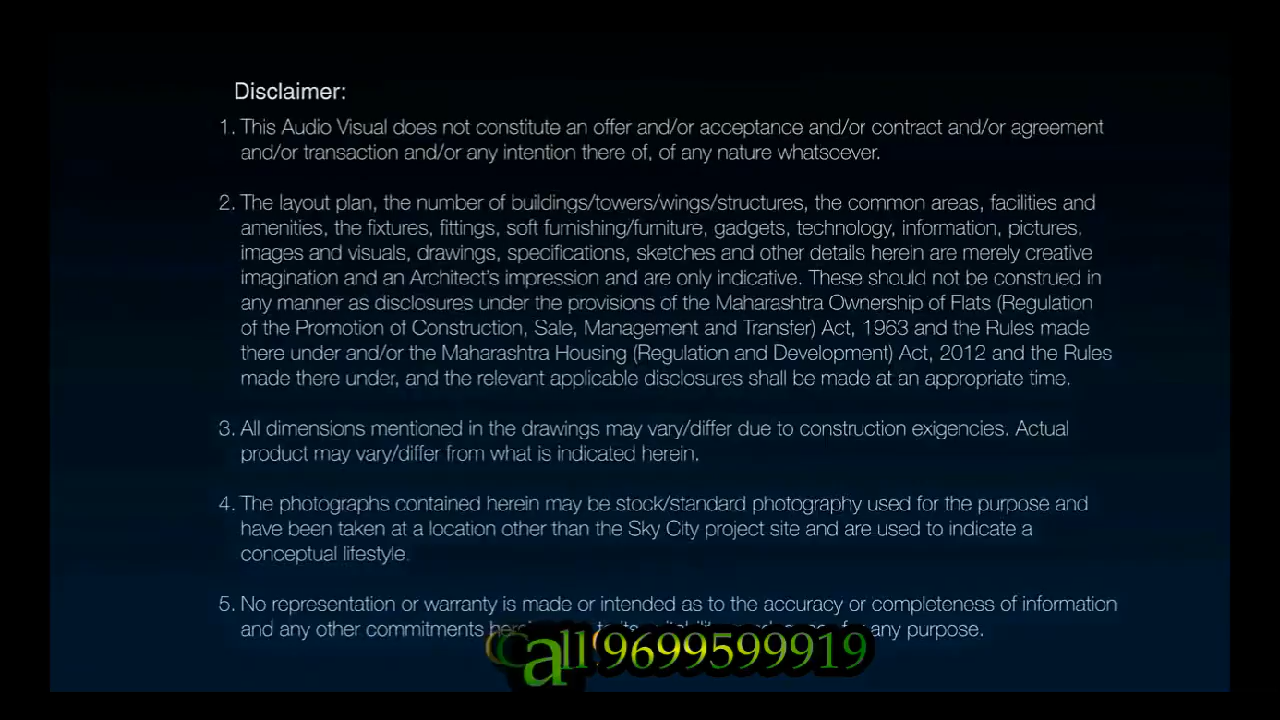 Disclaimer:
1. This Audio Visual does not constitute an offer and/or acceptance and/or contract and/or agreement
and/or transaction and/or any intention there of, of any nature whatscever.
2. The layout plan, the number of buildings/towers/wings/structures, the common areas, facilities and
amenities, the fixtures, fittings, soft furnishing/furniture, gadgets, technology, information, pictures,
images and visuals, drawings, specifications, sketches and other details herein are merely creative
imagination and an Architect's impression and are only indicative. These should not be construed in
any manner as disclosures under the provisions of the Maharashtra Ownership of Flats (Regulation
of the Promotion of Construction, Sale, Management and Transfer) Act, 1963 and the Rules made
there under and/or the Maharashtra Housing (Regulation and Development) Act, 2012 and the Rules
made there under, and the relevant applicable disclosures shall be made at an appropriate time.
3. All dimensions mentioned in the drawings may vary/differ due to construction exigencies. Actual
product may vary/differ from what is indicated herein.
4. The photographs contained herein may be stock/standard photography used for the purpose and
have been taken at a location other than the Sky City project site and are used to indicate a
conceptual lifestyle.
5. No representation or warranty is made or intended as to the accuracy or completeness of information
and any other commitments any purpose.
Call 9699599919